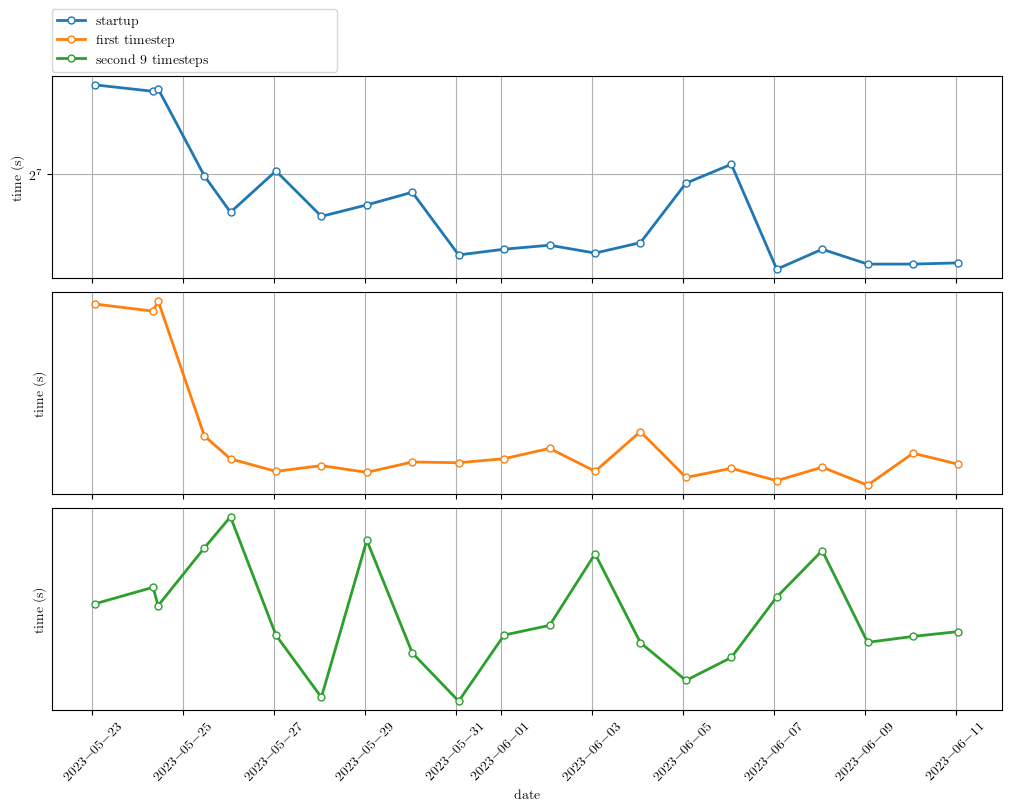 startup
first timestep
second 9 timesteps
time (s)
2^7
time (s)
time (s)
2023−05−23
2023−05−25
2023−05−27
2023−05−29
2023−05−31
2023−06−01
2023−06−03
2023−06−05
2023−06−07
2023−06−09
2023−06−11
date